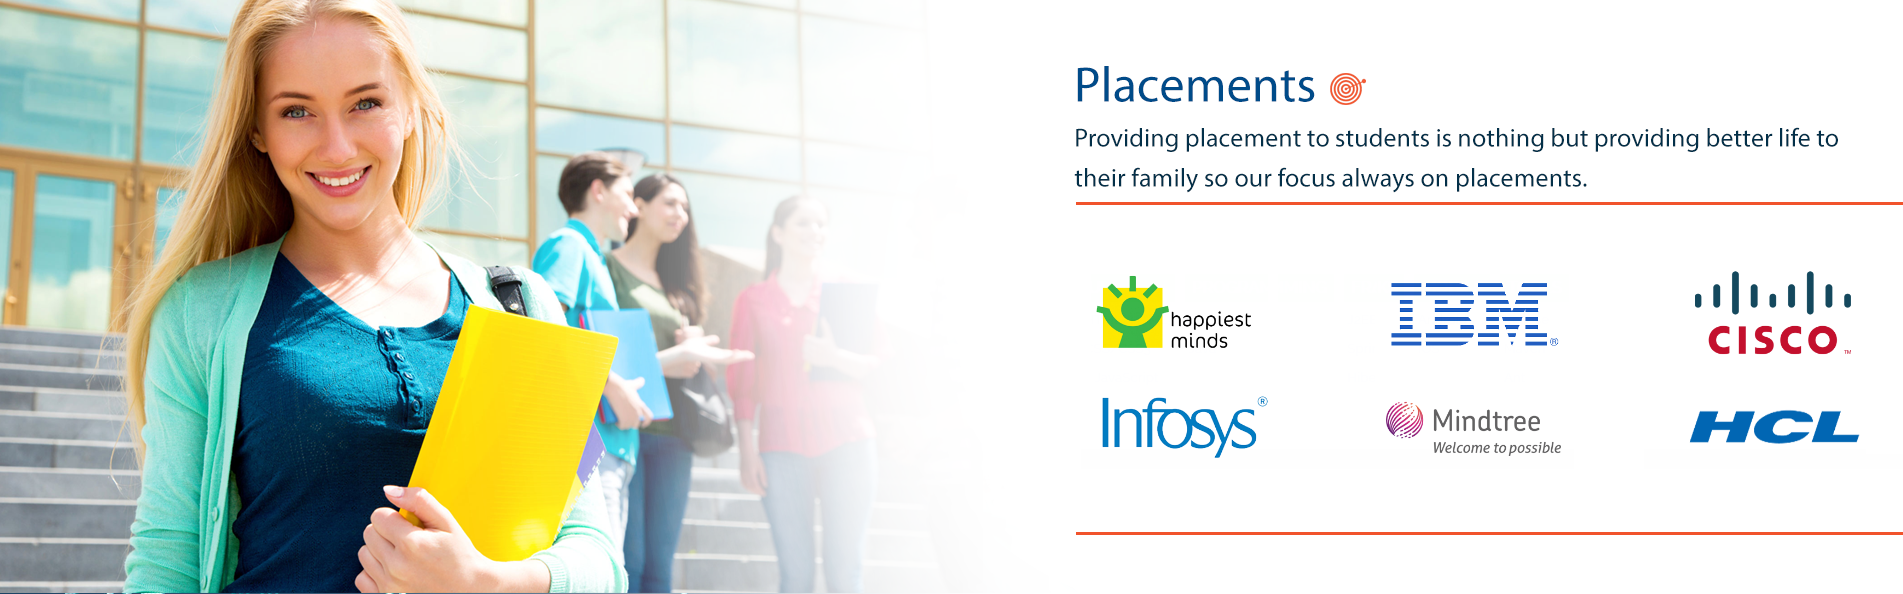 Placements
Providing placement to students is nothing but providing better life to
their family so our focus always on placements.
happiest
minds
IBM®
CISCO™
Infosys®
Mindtree
Welcome to possible
HCL